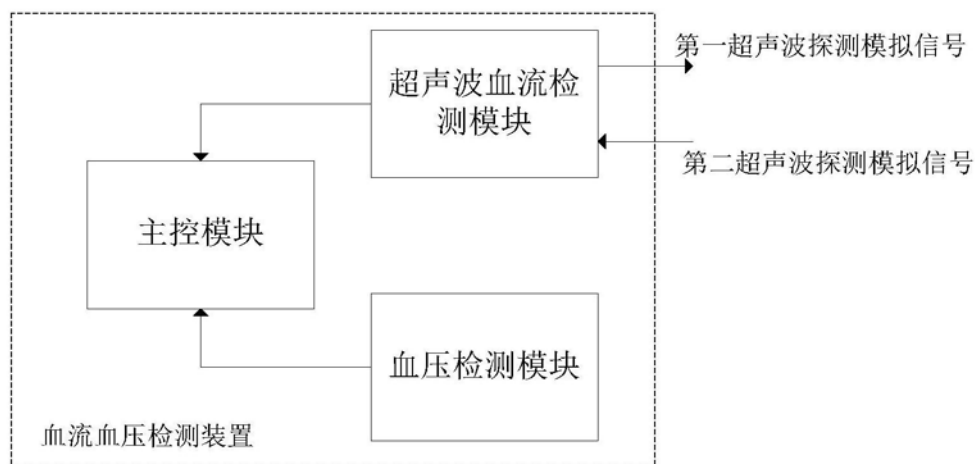 第一超声波探测模拟信号
超声波血流检
测模块
第二超声波探测模拟信号
主控模块
血压检测模块
血流血压检测装置